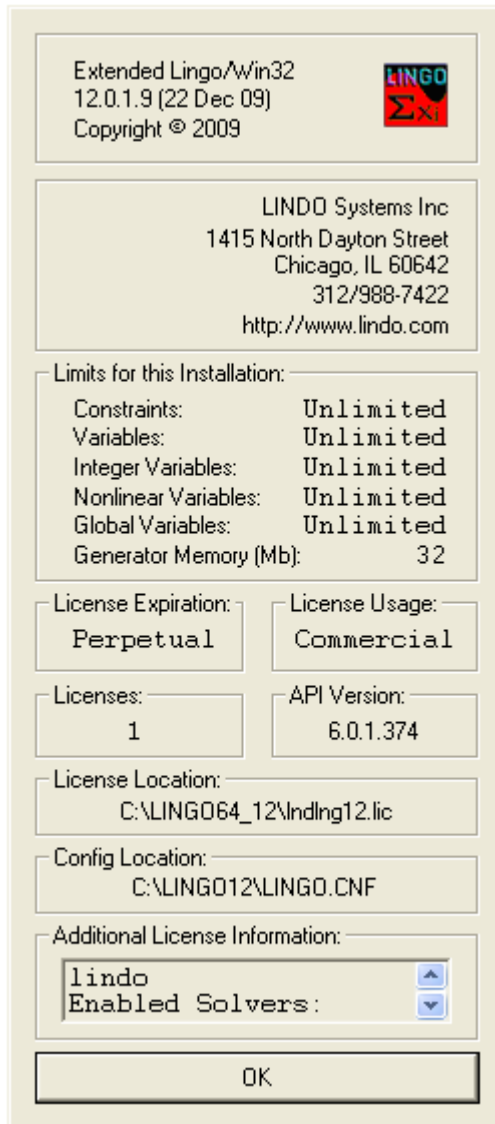 Extended Lingo/Win32
12.0.1.9 (22 Dec 09)
Copyright © 2009
LINGO
Σxi
LINDO Systems Inc
1415 North Dayton Street
Chicago, IL 60642
312/988-7422
http://www.lindo.com
Limits for this Installation:
Constraints: Unlimited
Variables: Unlimited
Integer Variables: Unlimited
Nonlinear Variables: Unlimited
Global Variables: Unlimited
Generator Memory (Mb): 32
License Expiration:
Perpetual
License Usage:
Commercial
Licenses:
1
API Version:
6.0.1.374
License Location:
C:\LINGO64_12\lndlng12.lic
Config Location:
C:\LINGO12\LINGO.CNF
Additional License Information:
lindo
Enabled Solvers:
OK